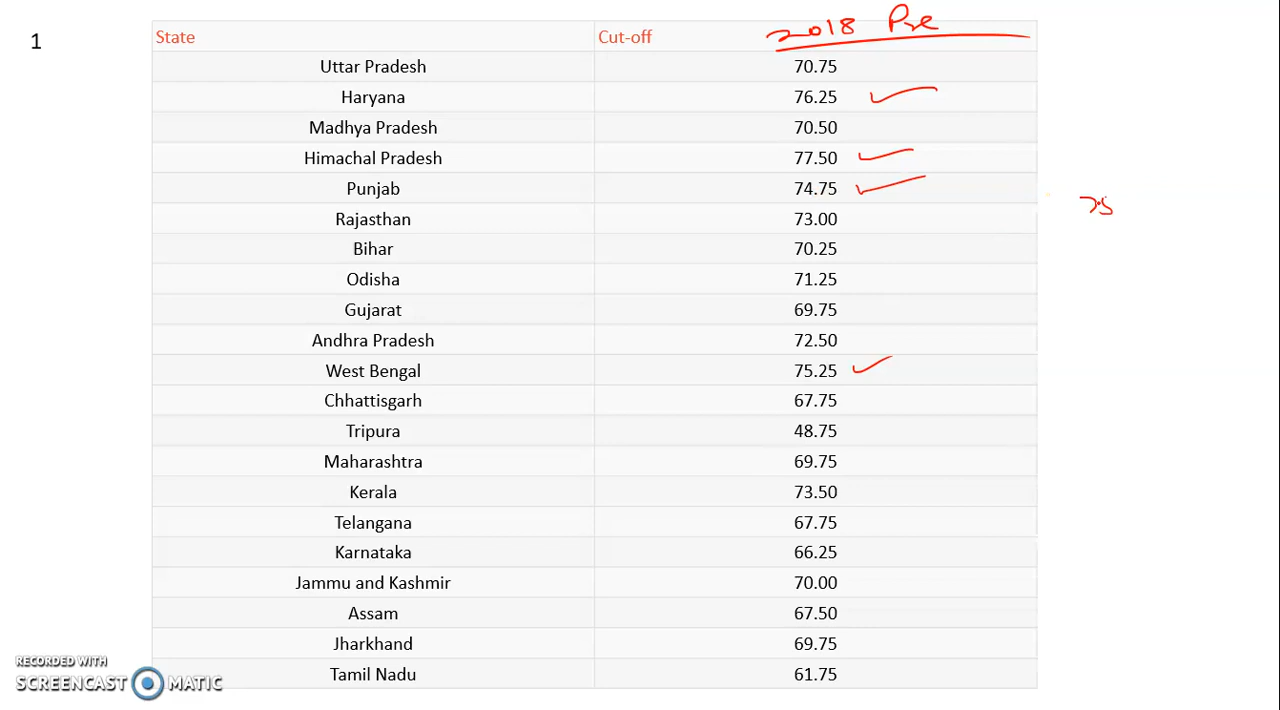 2018 Pre
1
State Cut-off
Uttar Pradesh 70.75
Haryana 76.25
Madhya Pradesh 70.50
Himachal Pradesh 77.50
Punjab 74.75
75
Rajasthan 73.00
Bihar 70.25
Odisha 71.25
Gujarat 69.75
Andhra Pradesh 72.50
West Bengal 75.25
Chhattisgarh 67.75
Tripura 48.75
Maharashtra 69.75
Kerala 73.50
Telangana 67.75
Karnataka 66.25
Jammu and Kashmir 70.00
Assam 67.50
Jharkhand 69.75
Tamil Nadu 61.75
RECORDED WITH
SCREENCAST MATIC